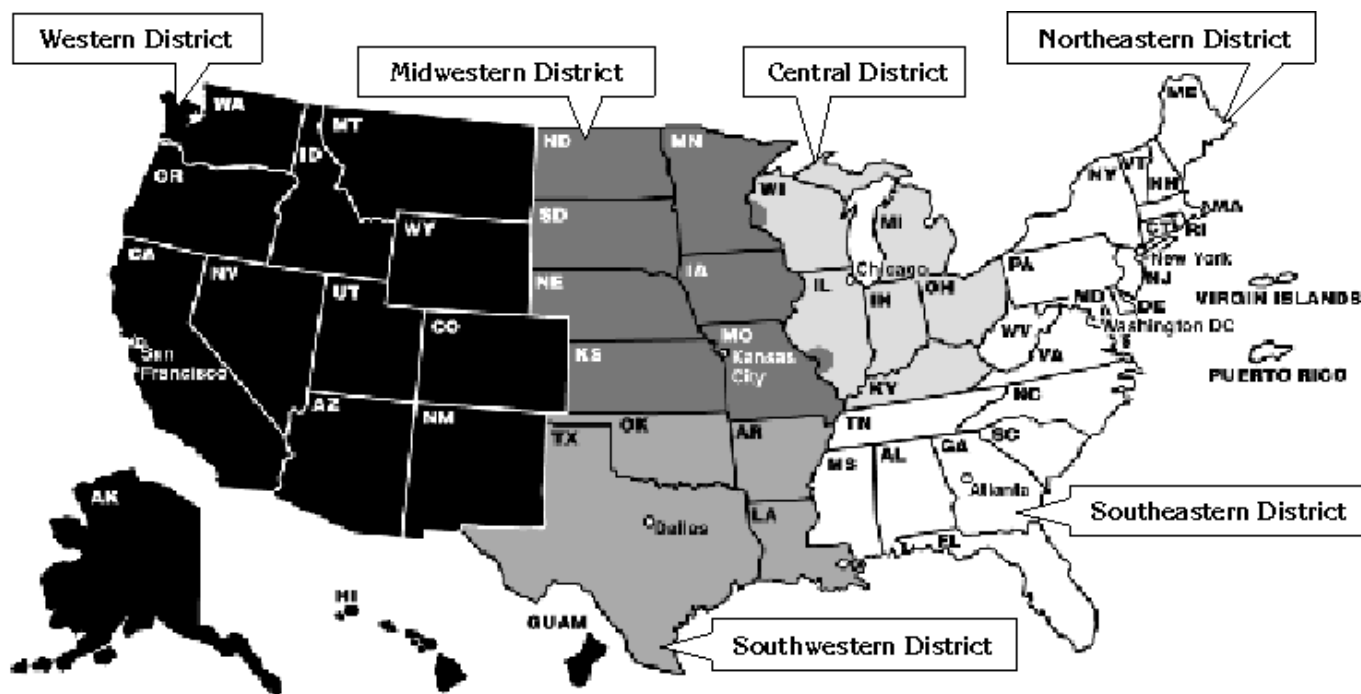 Western District
Midwestern District
Central District
Northeastern District
WA
MT
ND
MN
ME
ID
OR
WI
NY
VT
NH
SD
WY
MI
MA
CT
RI
CA
NV
IA
Chicago
PA
New York
NJ
NE
UT
IL
IN
OH
MD
DE
VIRGIN ISLANDS
CO
MO
WV
Washington DC
San
Francisco
KS
Kansas
City
VA
KY
PUERTO RICO
AZ
NM
TX
OK
AR
TN
NC
SC
MS
AL
GA
Atlanta
AK
Dallas
LA
Southeastern District
FL
HI
GUAM
Southwestern District